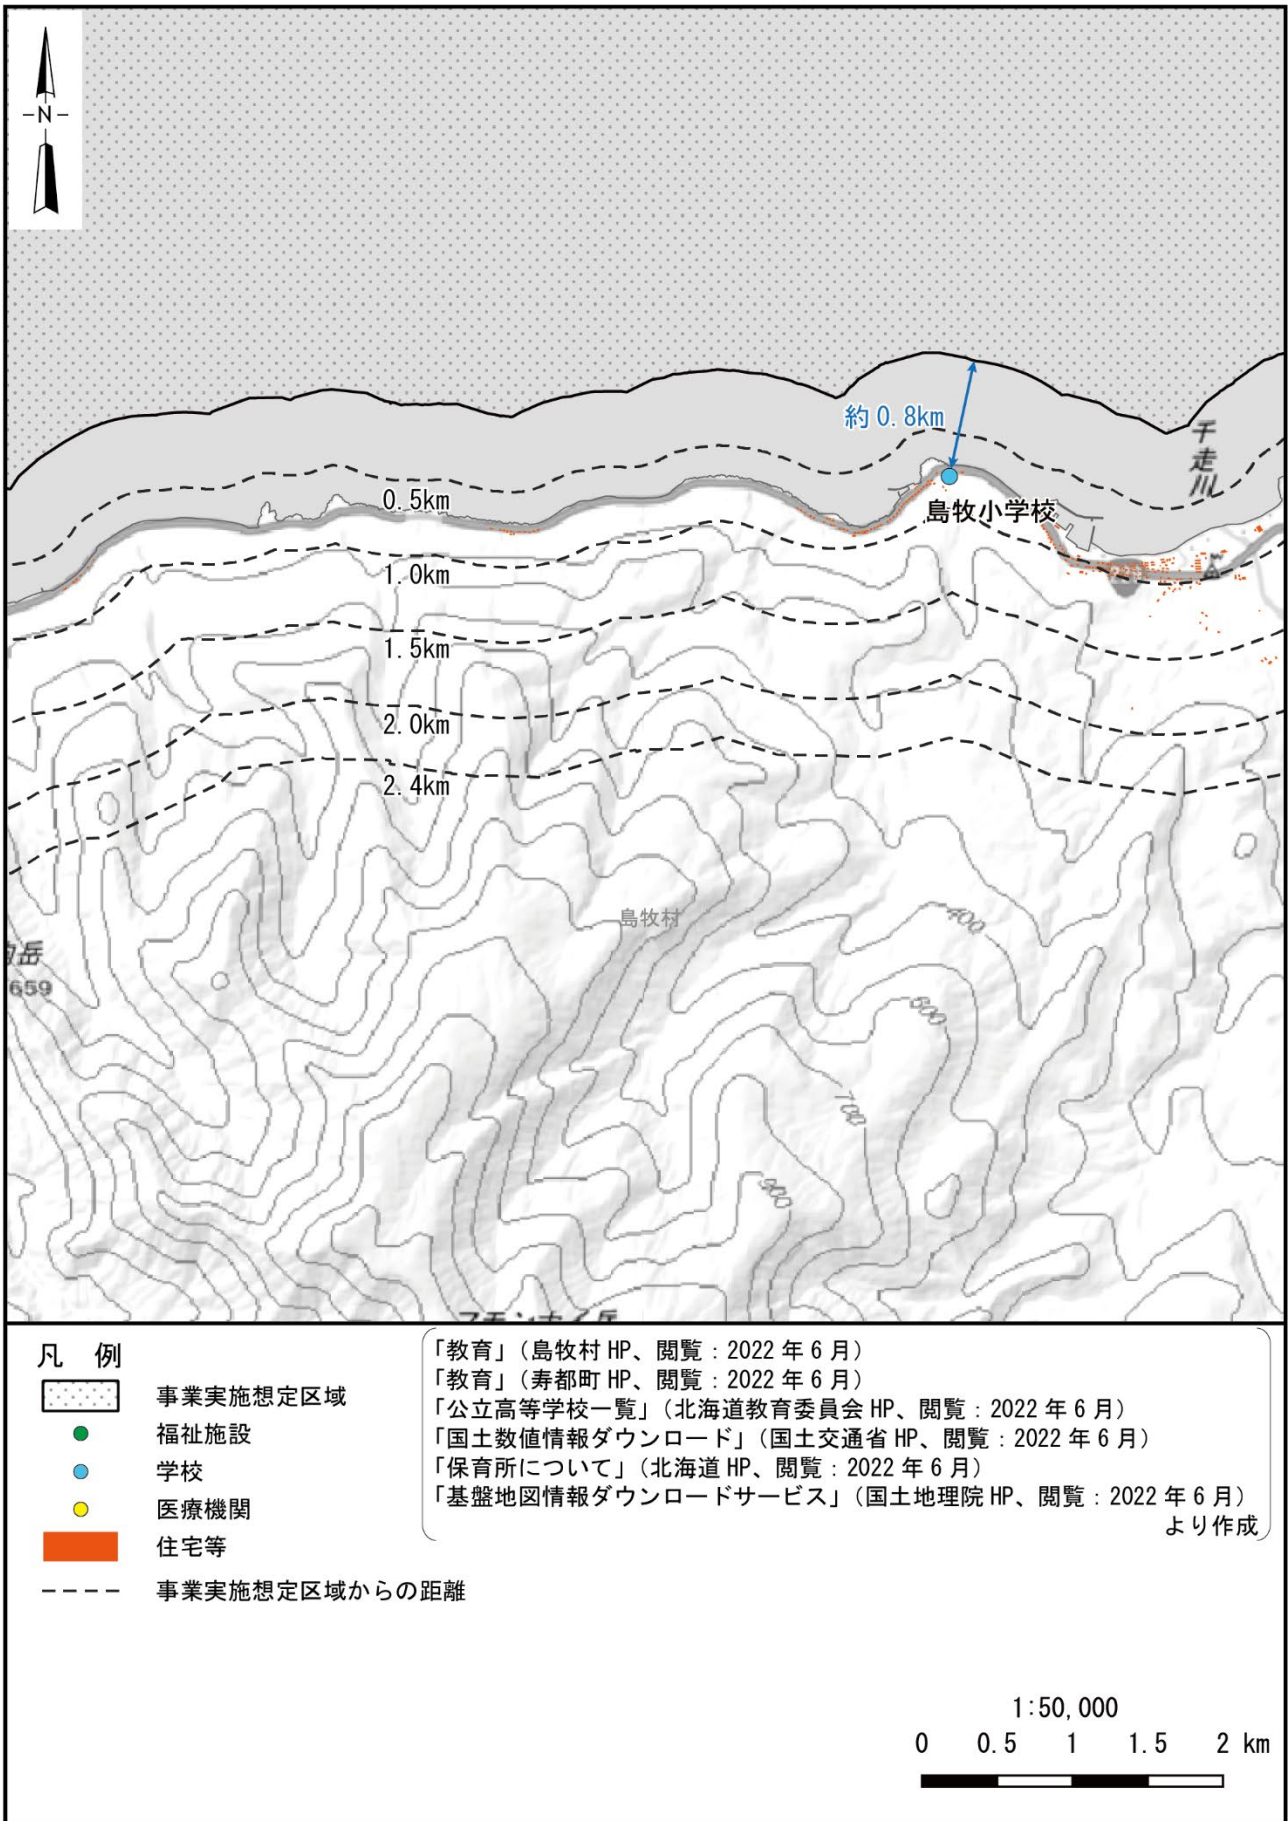 N
約 0.8km
千走川
0.5km
島牧小学校
1.0km
1.5km
2.0km
2.4km
島牧村
400
岳
659
600
700
900
凡 例
事業実施想定区域
福祉施設
学校
医療機関
住宅等
事業実施想定区域からの距離
「教育」(島牧村 HP、閲覧:2022 年 6 月)
「教育」(寿都町 HP、閲覧:2022 年 6 月)
「公立高等学校一覧」(北海道教育委員会 HP、閲覧:2022 年 6 月)
「国土数値情報ダウンロード」(国土交通省 HP、閲覧:2022 年 6 月)
「保育所について」(北海道 HP、閲覧:2022 年 6 月)
「基盤地図情報ダウンロードサービス」(国土地理院 HP、閲覧:2022 年 6 月)
より作成
1:50,000
0 0.5 1 1.5 2 km